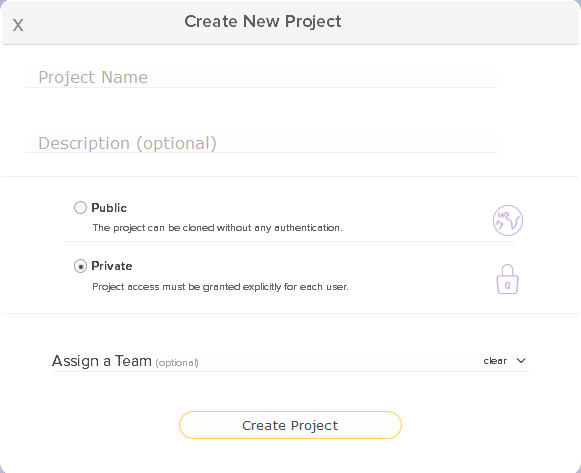 X Create New Project
Project Name
Description (optional)
Public
The project can be cloned without any authentication.
Private
Project access must be granted explicitly for each user.
0
Assign a Team (optional) clear
Create Project